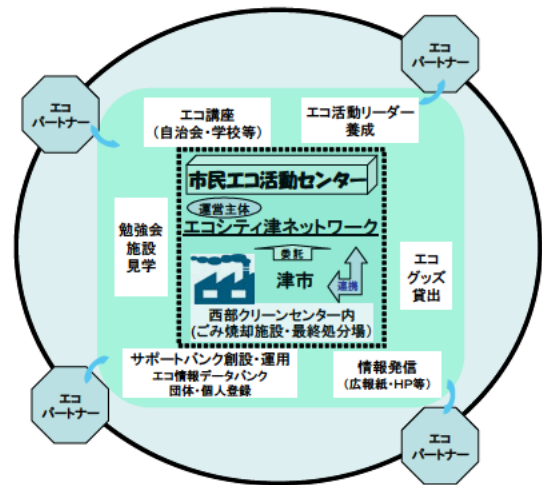 エコ
パートナー
エコ
パートナー
エコ講座
(自治会・学校等)
エコ活動リーダー
養成
市民エコ活動センター
運営主体
エコシティ津ネットワーク
委託
津市
連携
西部クリーンセンター内
(ごみ焼却施設・最終処分場)
勉強会
施設
見学
エコ
グッズ
貸出
サポートバンク創設・運用
エコ情報データバンク
団体・個人登録
情報発信
(広報紙・HP等)
エコ
パートナー
エコ
パートナー